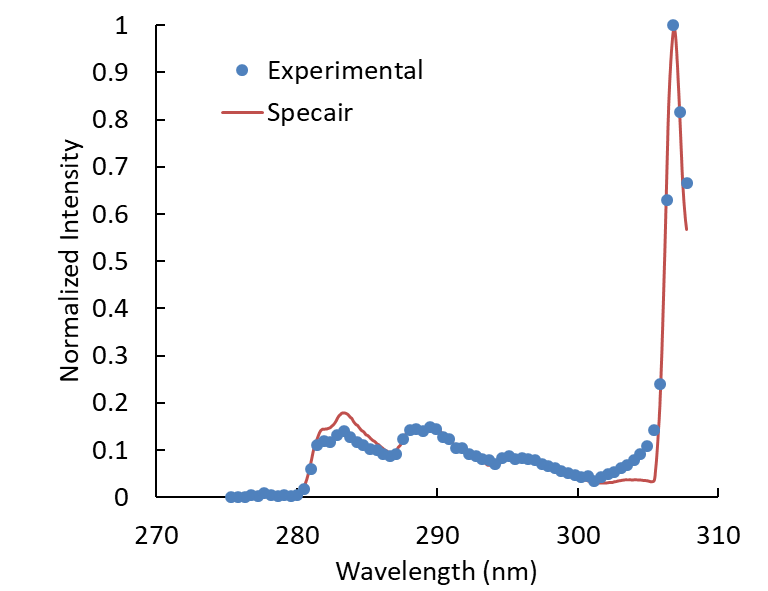 1
0.9
0.8
0.7
0.6
0.5
0.4
0.3
0.2
0.1
0
Normalized Intensity
Experimental
Specair
270 280 290 300 310
Wavelength (nm)